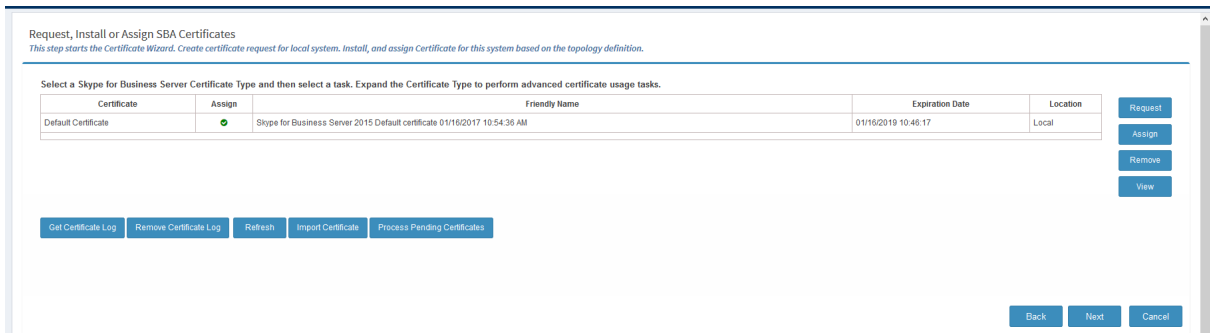 Request, Install or Assign SBA Certificates
This step starts the Certificate Wizard. Create certificate request for local system. Install, and assign Certificate for this system based on the topology definition.
Select a Skype for Business Server Certificate Type and then select a task. Expand the Certificate Type to perform advanced certificate usage tasks.
Certificate Assign Friendly Name Expiration Date Location
Default Certificate Skype for Business Server 2015 Default certificate 01/16/2017 10:54:36 AM 01/16/2019 10:46:17 Local
Request
Assign
Remove
View
Get Certificate Log Remove Certificate Log Refresh Import Certificate Process Pending Certificates
Back Next Cancel